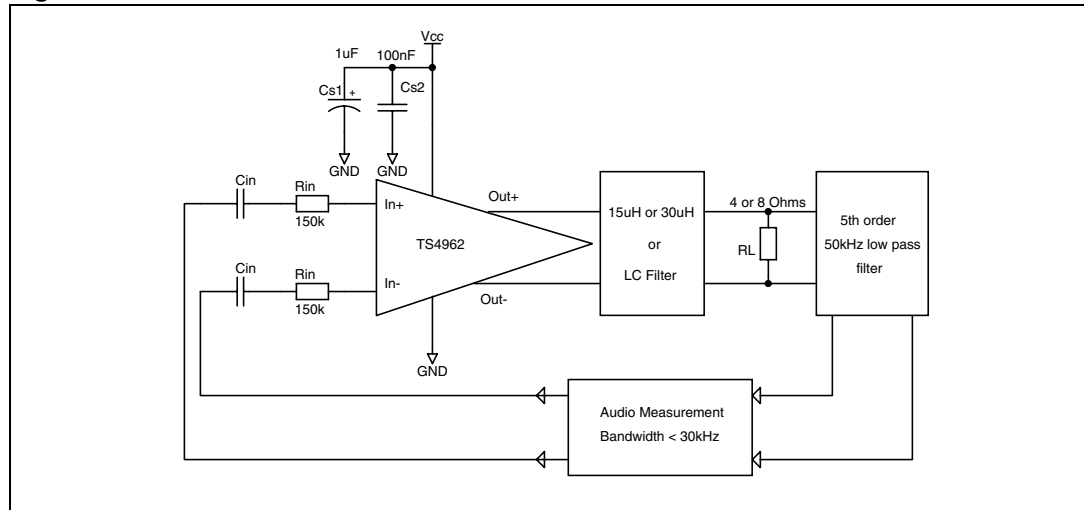 Vcc
1uF
100nF
Cs1
+
Cs2
GND
GND
Cin
Rin
150k
In+
Out+
TS4962
Cin
Rin
150k
In-
Out-
GND
15uH or 30uH
or
LC Filter
4 or 8 Ohms
RL
5th order
50kHz low pass
filter
Audio Measurement
Bandwidth < 30kHz